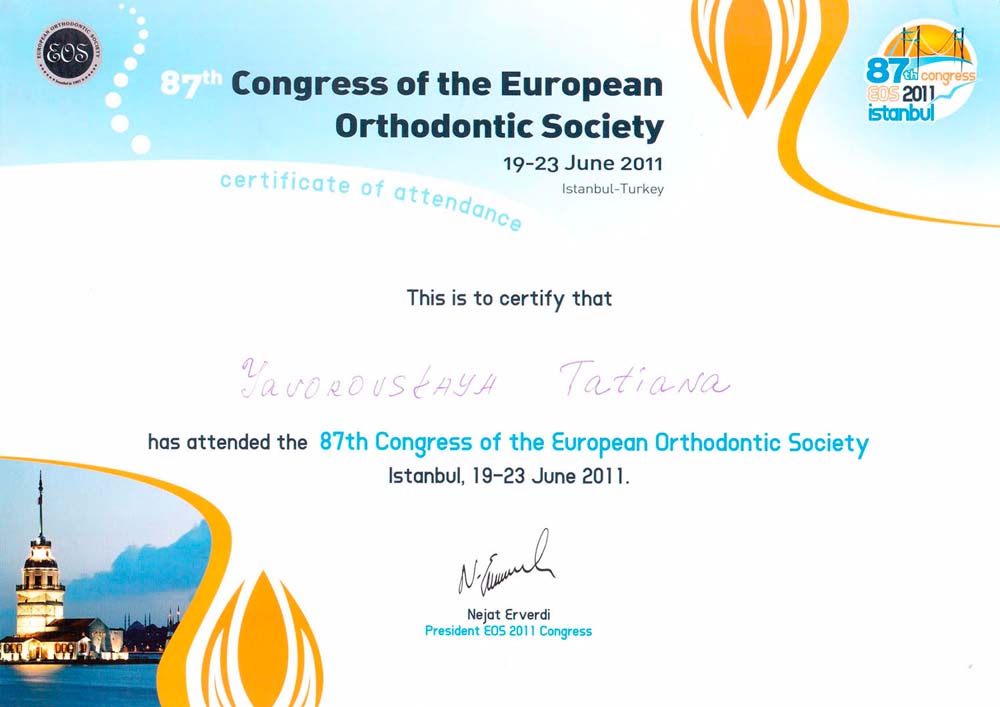 EUROPEAN ORTHODONTIC SOCIETY
EOS
87th Congress of the European
Orthodontic Society
19-23 June 2011
Istanbul-Turkey
87th congress
EOS 2011
istanbul
certificate of attendance
This is to certify that
Yavorovskaya Tatiana
has attended the 87th Congress of the European Orthodontic Society
Istanbul, 19-23 June 2011.
N. Erverdi
Nejat Erverdi
President EOS 2011 Congress